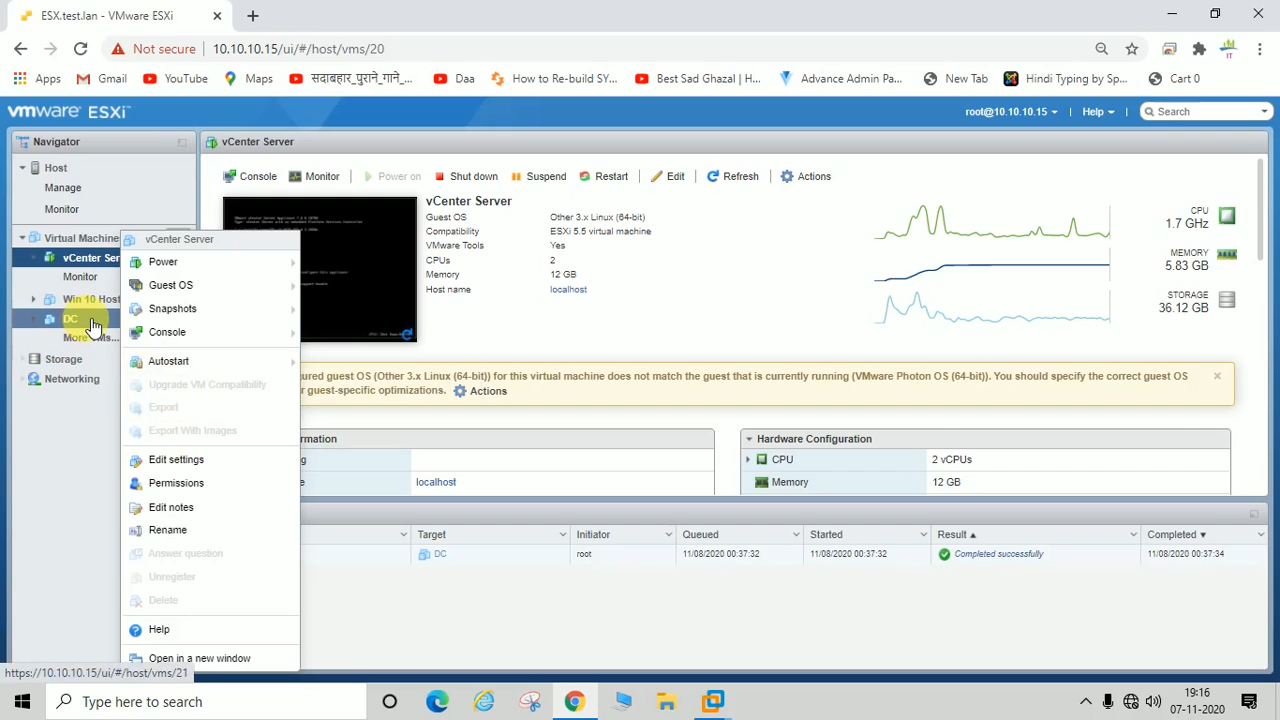 ESX.test.lan - VMware ESXi
Not secure
10.10.10.15/ui/#/host/vms/20
Apps
Gmail
YouTube
Maps
सदाबहार_पुराने_गाने_...
Daa
How to Re-build SY...
Best Sad Ghazal | H...
Advance Admin Pa...
New Tab
Hindi Typing by Sp...
Cart 0
IT
vmware ESXi
root@10.10.10.15
Help
Search
Navigator
Host
Manage
Monitor
Virtual Machine
vCenter Ser
Monitor
Win 10 Host
DC
Storage
Networking
vCenter Server
Power
Guest OS
Snapshots
Console
Autostart
Upgrade VM Compatibility
Export
Export With Images
Edit settings
Permissions
Edit notes
Rename
Answer question
Unregister
Delete
Help
Open in a new window
vCenter Server
Console
Monitor
Power on
Shut down
Suspend
Restart
Edit
Refresh
Actions
vCenter Server
Guest OS Other 3.x Linux (64-bit)
Compatibility ESXi 5.5 virtual machine
VMware Tools Yes
CPUs 2
Memory 12 GB
Host name localhost
CPU
1.7 GHz
MEMORY
5.83 GB
STORAGE
36.12 GB
ured guest OS (Other 3.x Linux (64-bit)) for this virtual machine does not match the guest that is currently running (VMware Photon OS (64-bit)). You should specify the correct guest OS
r guest-specific optimizations. Actions
ormation
g
e localhost
Hardware Configuration
CPU 2 vCPUs
Memory 12 GB
Target Initiator Queued Started Result Completed
DC root 11/08/2020 00:37:32 11/08/2020 00:37:32 Completed successfully 11/08/2020 00:37:34
https://10.10.10.15/ui/#/host/vms/21
Type here to search
19:16
07-11-2020